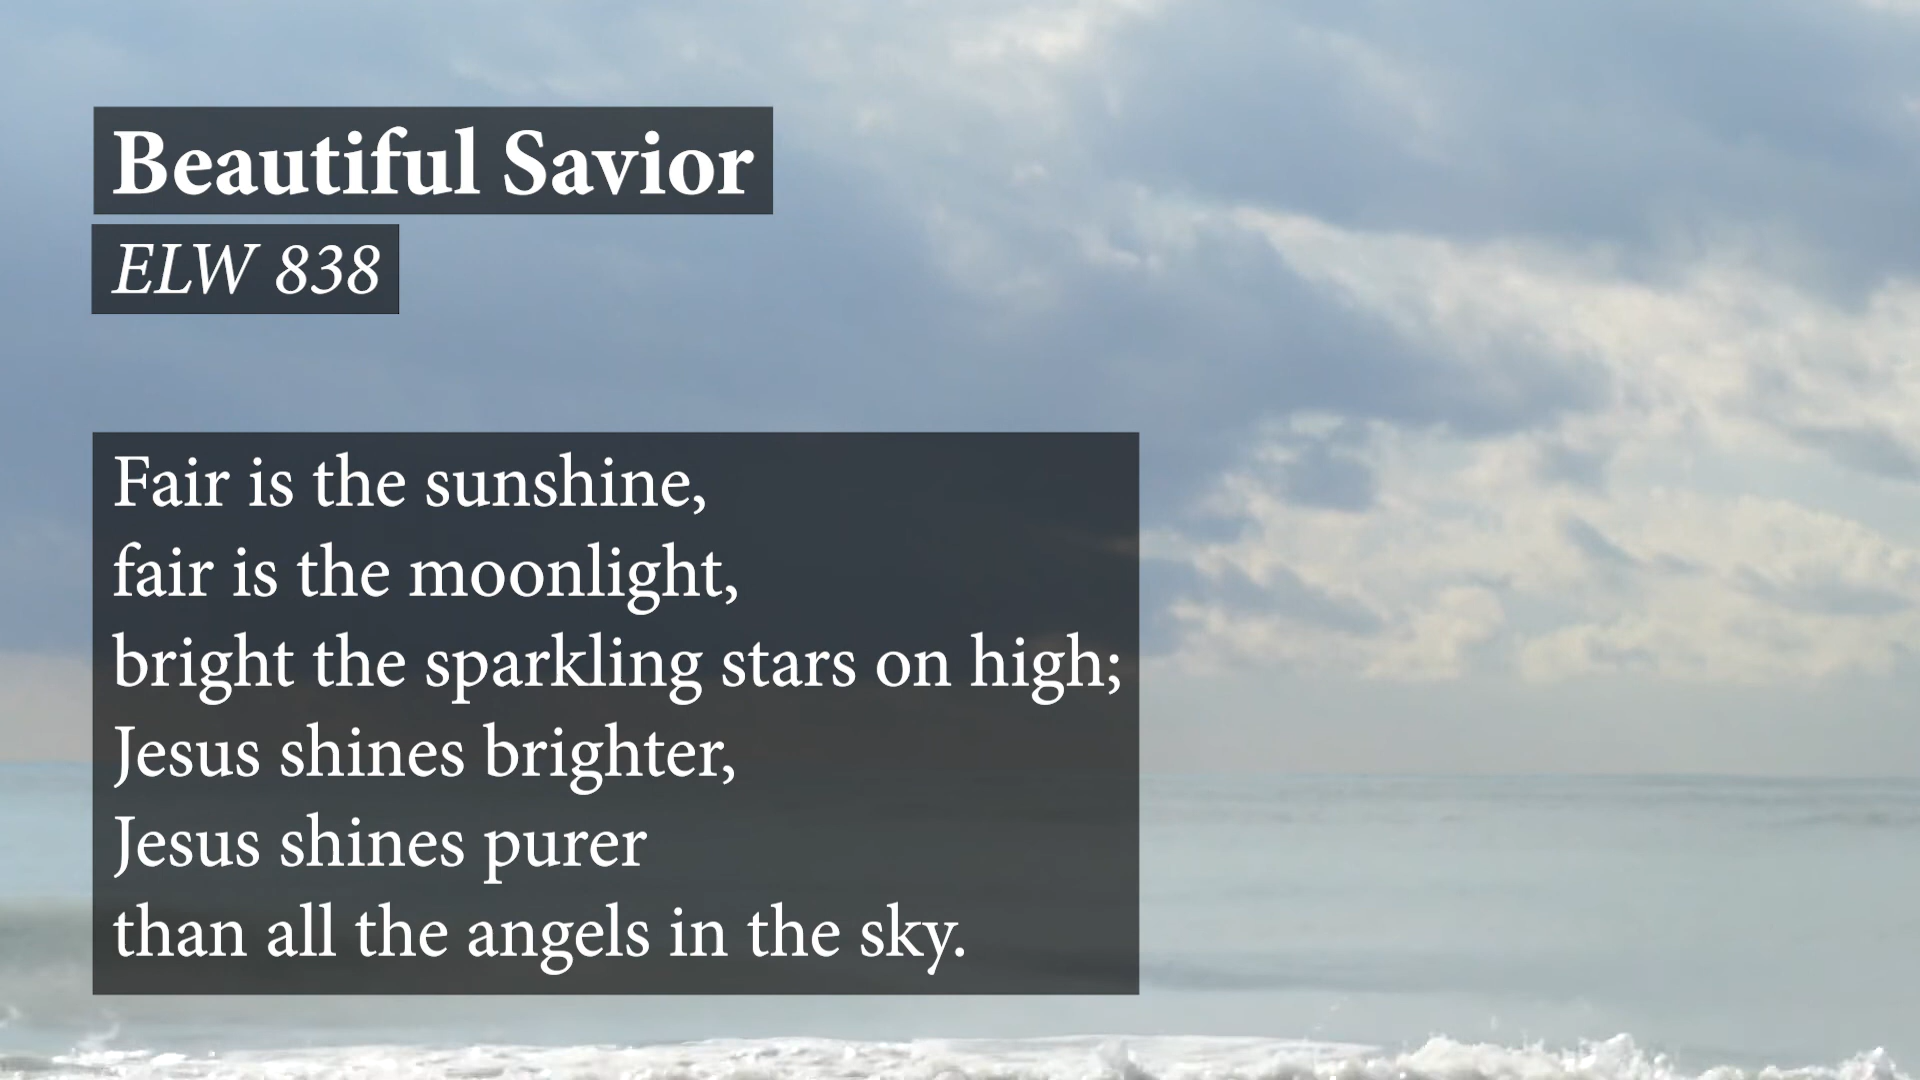 Beautiful Savior
ELW 838
Fair is the sunshine,
fair is the moonlight,
bright the sparkling stars on high;
Jesus shines brighter,
Jesus shines purer
than all the angels in the sky.